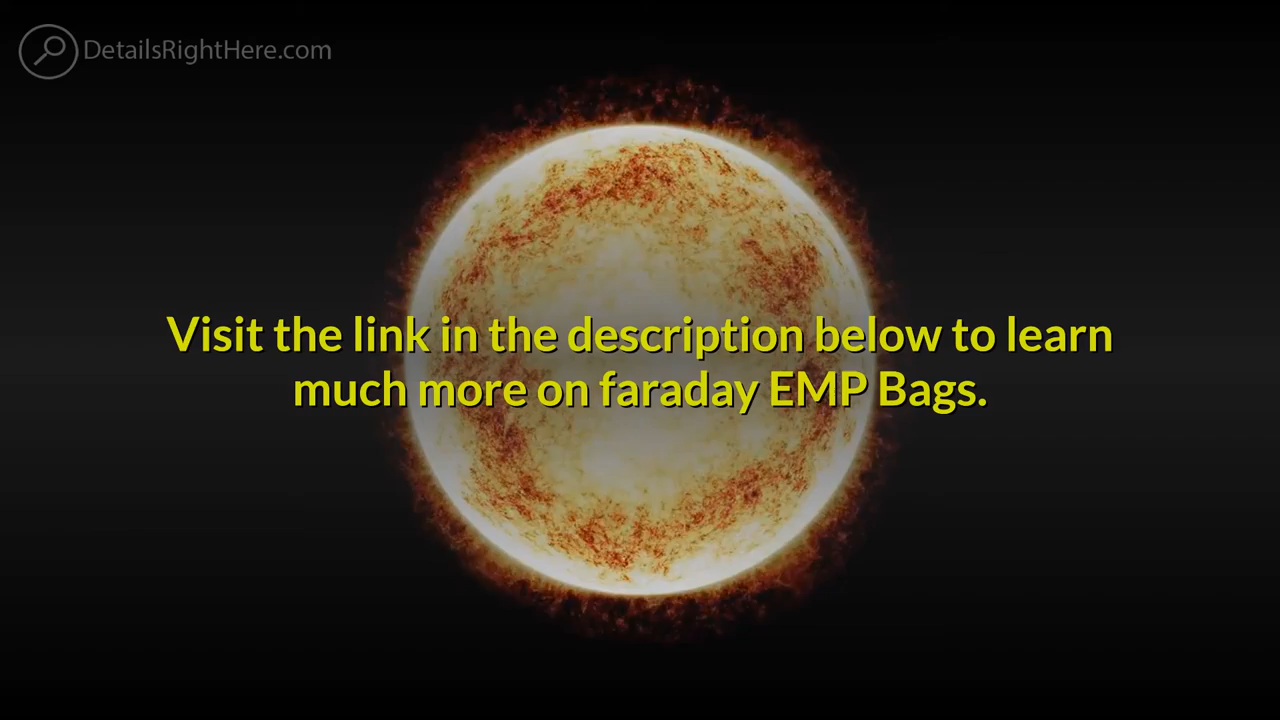 DetailsRightHere.com
Visit the link in the description below to learn
much more on faraday EMP Bags.